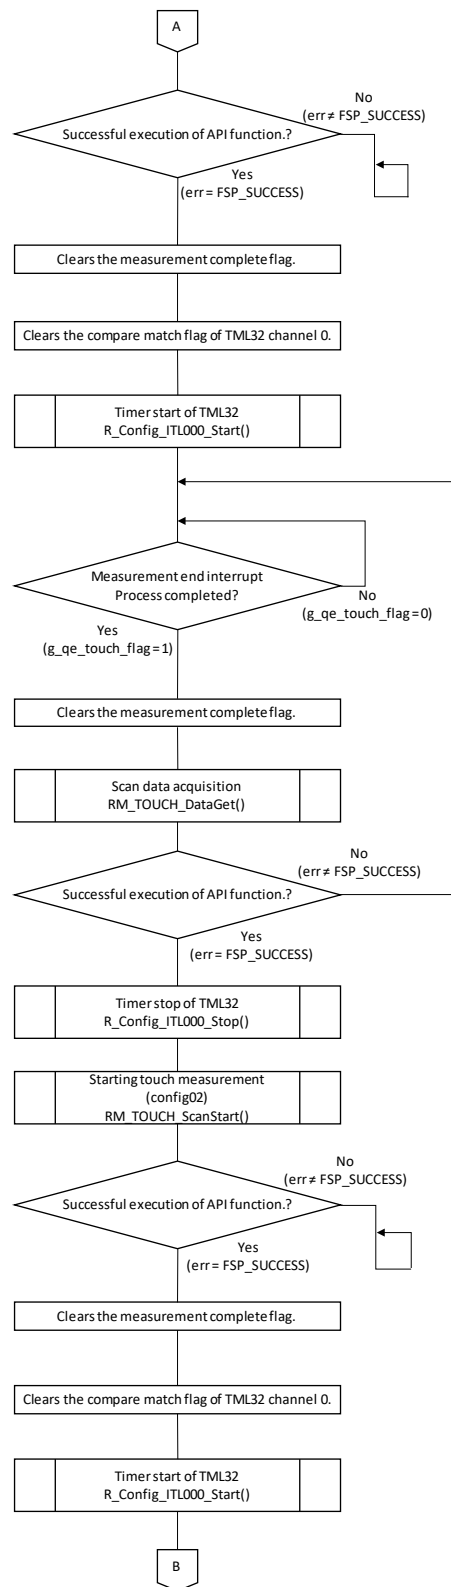 A
No
(err ≠ FSP_SUCCESS)
Successful execution of API function.?
Yes
(err = FSP_SUCCESS)
Clears the measurement complete flag.
Clears the compare match flag of TML32 channel 0.
Timer start of TML32
R_Config_ITL000_Start()
Measurement end interrupt
Process completed?
No
(g_qe_touch_flag = 0)
Yes
(g_qe_touch_flag = 1)
Clears the measurement complete flag.
Scan data acquisition
RM_TOUCH_DataGet()
No
(err ≠ FSP_SUCCESS)
Successful execution of API function.?
Yes
(err = FSP_SUCCESS)
Timer stop of TML32
R_Config_ITL000_Stop()
Starting touch measurement
(config02)
RM_TOUCH_ScanStart()
No
(err ≠ FSP_SUCCESS)
Successful execution of API function.?
Yes
(err = FSP_SUCCESS)
Clears the measurement complete flag.
Clears the compare match flag of TML32 channel 0.
Timer start of TML32
R_Config_ITL000_Start()
B